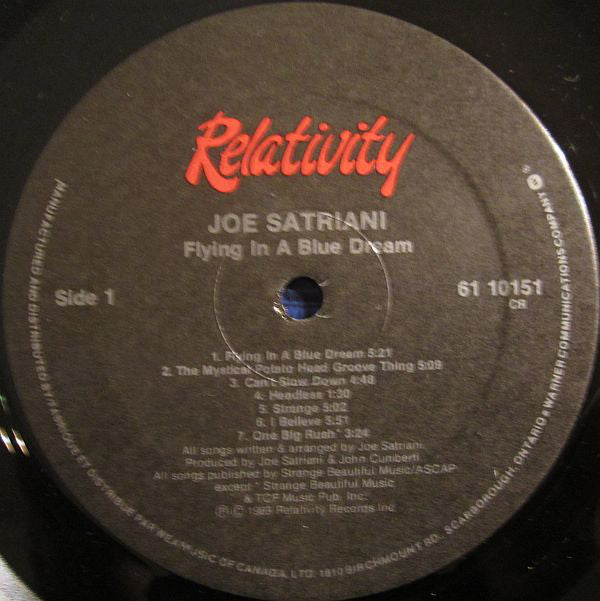 Relativity
JOE SATRIANI
Flying In A Blue Dream
Side 1
61 10151
CR
1. Flying In A Blue Dream 5:21
2. The Mystical Potato Head Groove Thing 5:09
3. Can't Slow Down 4:48
4. Headless 1:30
5. Strange 5:02
6. I Believe 5:51
7. One Big Rush* 3:24
All songs written & arranged by Joe Satriani.
Produced by Joe Satriani & John Cuniberti
All songs published by Strange Beautiful Music/ASCAP
except * Strange Beautiful Music
& TCF Music Pub. Inc.
℗ © 1989 Relativity Records Inc.
MANUFACTURED AND DISTRIBUTED BY/FABRIQUE ET DISTRIBUE PAR WEA MUSIC OF CANADA, LTD. 1810 BIRCHMOUNT RD., SCARBOROUGH, ONTARIO A WARNER COMMUNICATIONS COMPANY